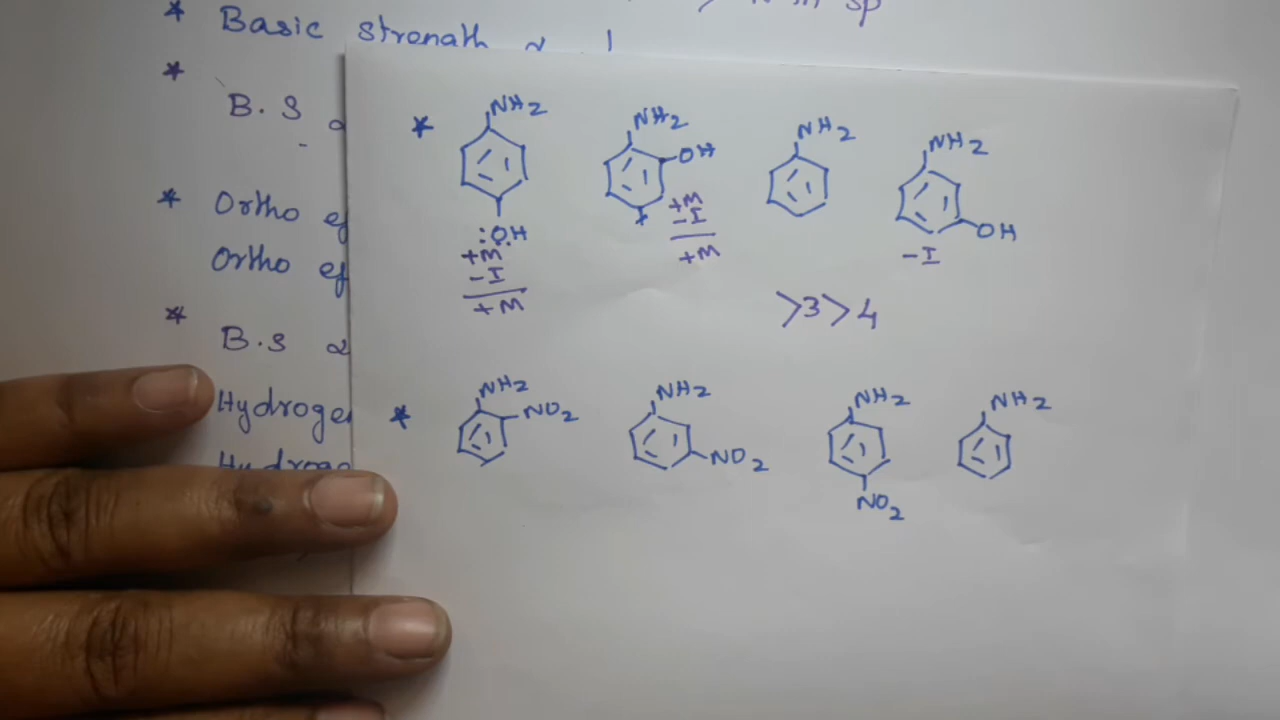 * Basic strength α 1
*
B. S α
* Ortho
Ortho
* B.s α
* NH2 NH2 NH2 NH2
OH OH
:OH
+M +M
-I -I -I
+M +M
>3>4
* NH2 NH2 NH2 NH2
NO2 NO2
NO2